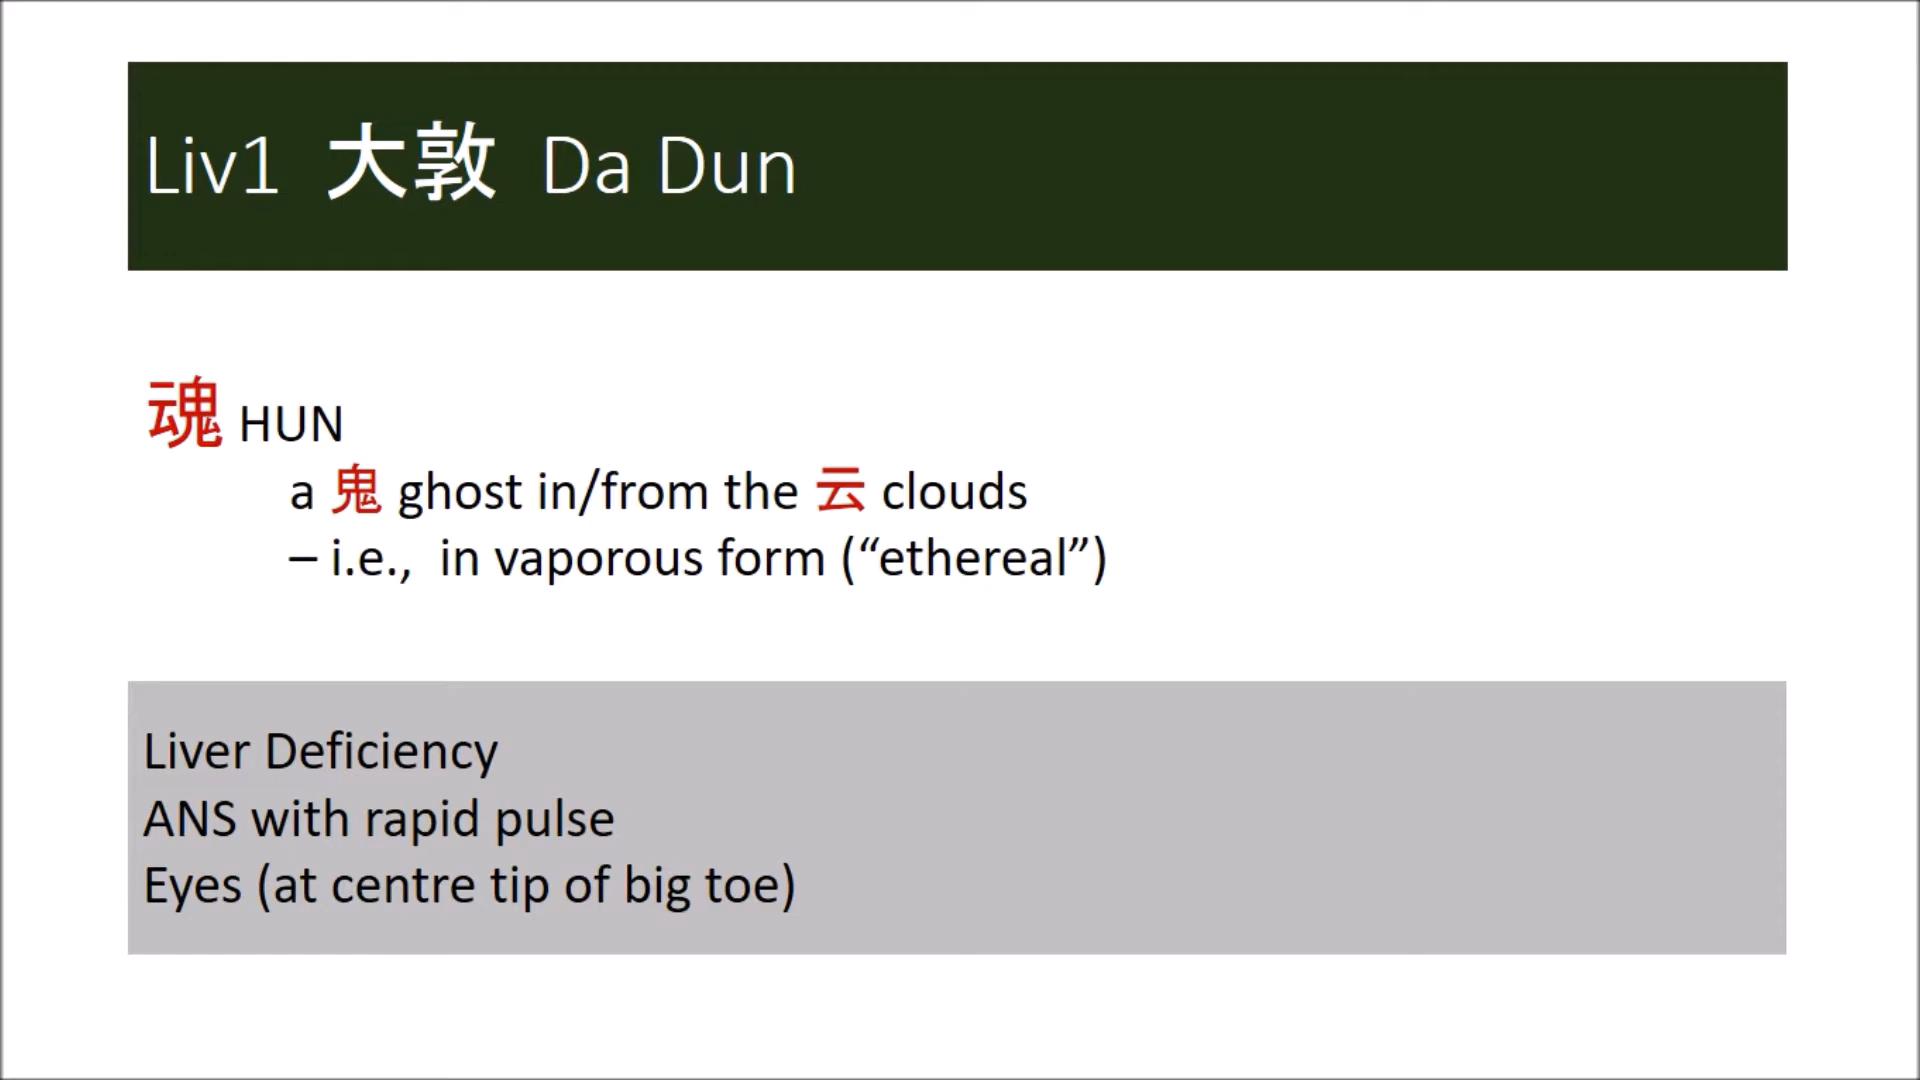 Liv1 大敦 Da Dun
魂 HUN
a 鬼 ghost in/from the 云 clouds
– i.e., in vaporous form (“ethereal”)
Liver Deficiency
ANS with rapid pulse
Eyes (at centre tip of big toe)